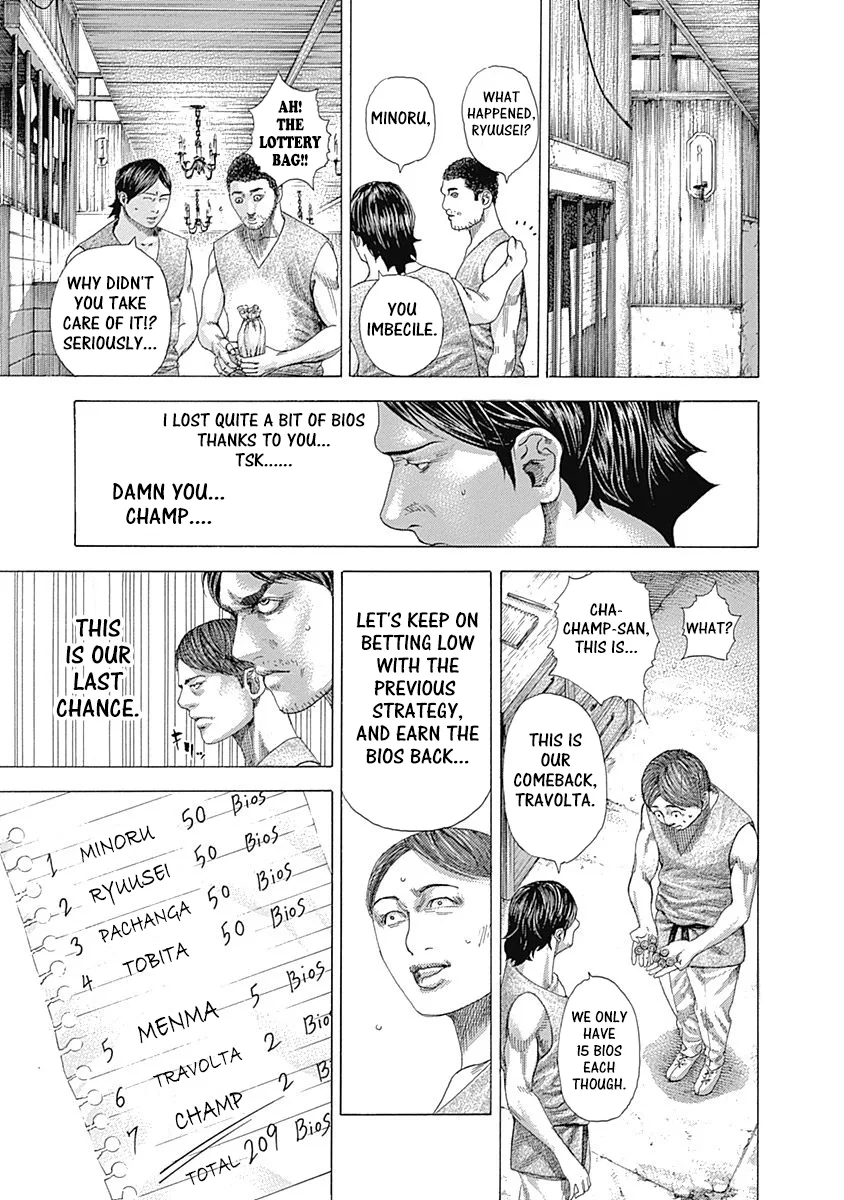 WHAT
HAPPENED,
RYUUSEI?
MINORU,
YOU
IMBECILE.
AH!
THE
LOTTERY
BAG!!
WHY DIDN'T
YOU TAKE
CARE OF IT!?
SERIOUSLY...
I LOST QUITE A BIT OF BIOS
THANKS TO YOU...
TSK......
DAMN YOU...
CHAMP....
WHAT?
CHA-
CHAMP-SAN,
THIS IS...
THIS IS
OUR
COMEBACK,
TRAVOLTA.
WE ONLY
HAVE
15 BIOS
EACH
THOUGH.
LET'S KEEP ON
BETTING LOW
WITH THE
PREVIOUS
STRATEGY,
AND EARN THE
BIOS BACK...
THIS
IS OUR
LAST
CHANCE.
1 MINORU 50 Bios
2 RYUUSEI 50 Bios
3 PACHANGA 50 Bios
4 TOBITA 50 Bios
5 MENMA 5 Bios
6 TRAVOLTA 2 Bio
7 CHAMP 2 B
TOTAL 209 Bios